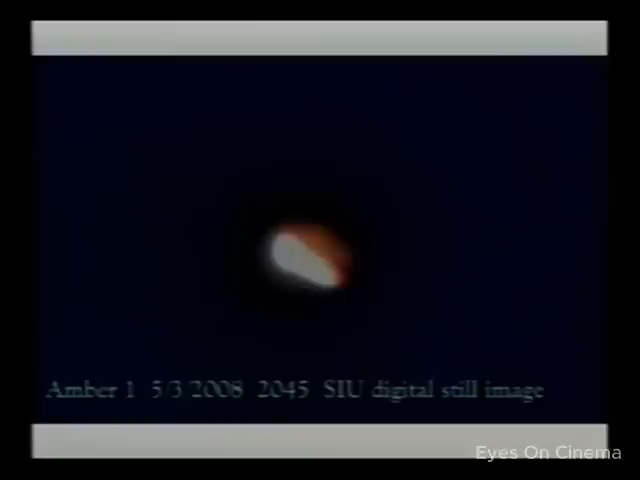 Amber 1 5/3/2008 2045 SIU digital still image
Eyes On Cinema